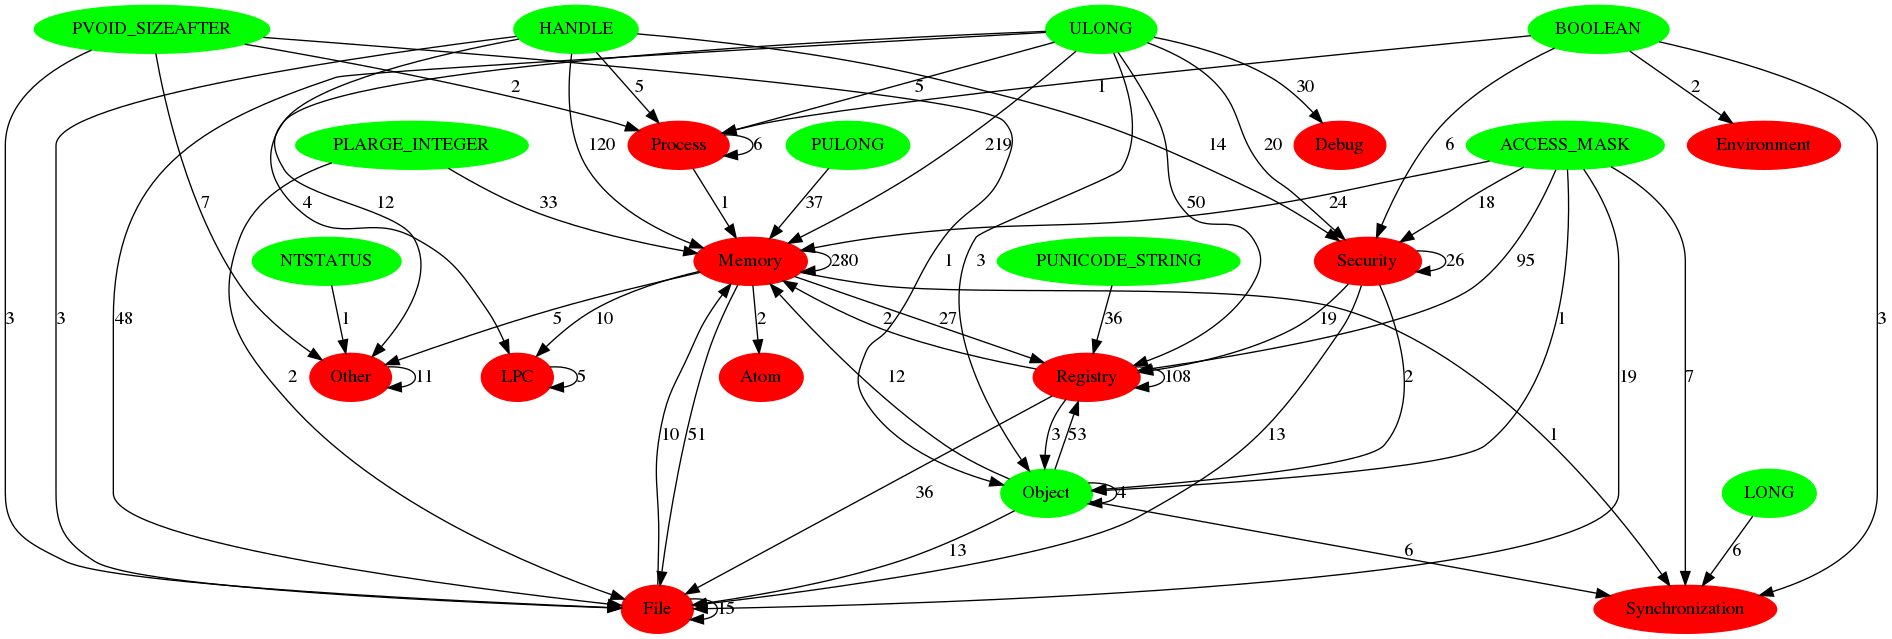 PVOID_SIZEAFTER
HANDLE
ULONG
BOOLEAN
2
5
5
1
30
2
PLARGE_INTEGER
Process
6
PULONG
Debug
ACCESS_MASK
Environment
120
219
14
20
6
7
4
12
33
1
37
50
24
18
NTSTATUS
Memory
280
1
3
PUNICODE_STRING
Security
26
95
3
3
48
1
5
10
2
2
27
36
19
1
3
Other
11
LPC
5
Atom
12
Registry
108
2
2
19
7
10
51
3
53
13
1
36
Object
4
LONG
13
6
6
File
15
Synchronization